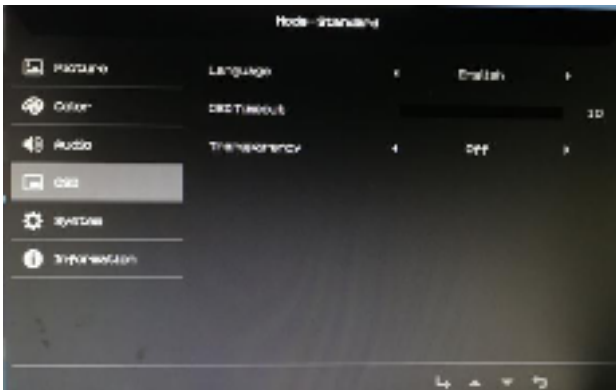 Mode-Standard
Picture
Language English
Color
OSD Timeout 10
Audio
Transparency Off
OSD
System
Information